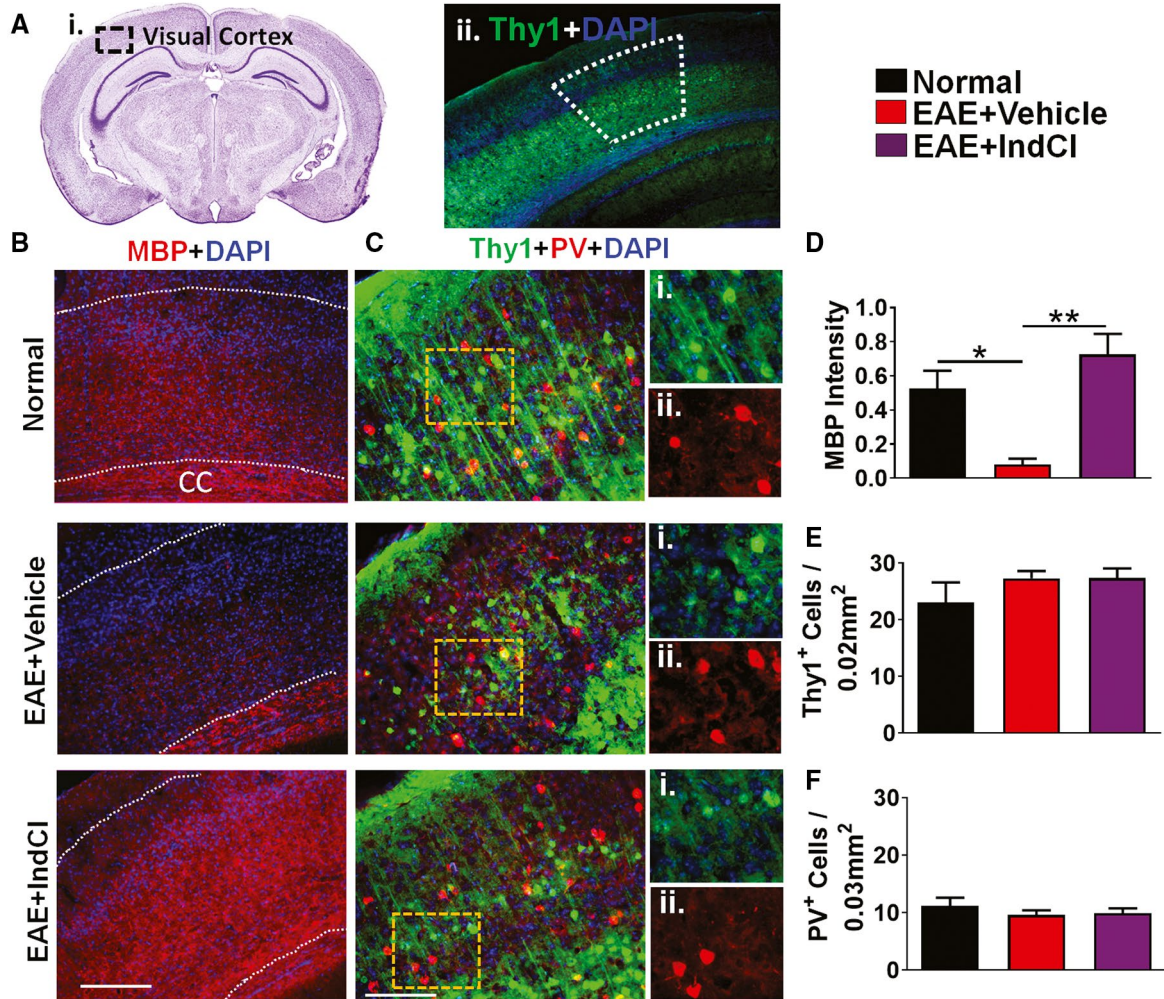 A
i.
Visual Cortex
ii. Thy1+DAPI
Normal
EAE+Vehicle
EAE+IndCl
B
MBP+DAPI
C
Thy1+PV+DAPI
Normal
CC
i.
ii.
EAE+Vehicle
i.
ii.
EAE+IndCl
i.
ii.
D
MBP Intensity
1.0
0.8
0.6
0.4
0.2
0.0
*
**
E
Thy1+ Cells /
0.02mm2
30
20
10
0
F
PV+ Cells /
0.03mm2
30
20
10
0